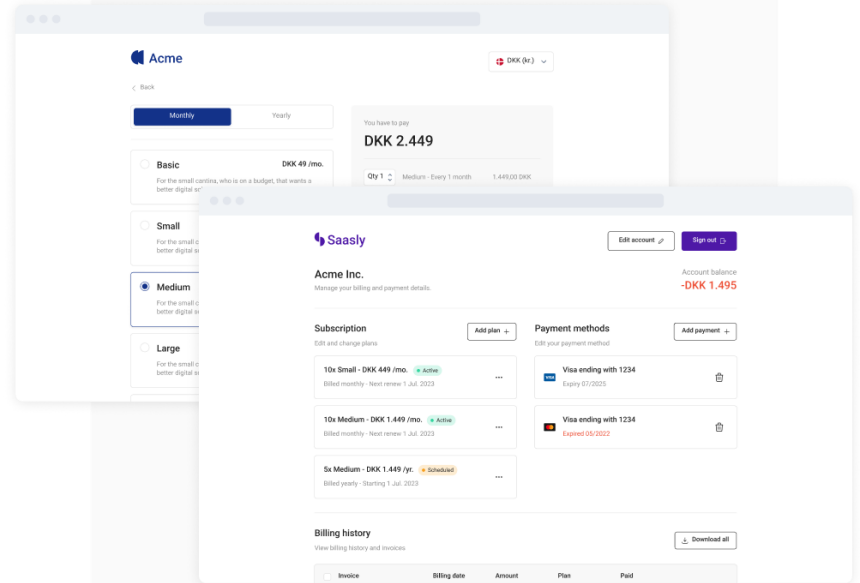 Acme
DKK (kr.)
Back
Monthly
Yearly
You have to pay
DKK 2.449
Qty 1
Medium - Every 1 month
1.449,00 DKK
Basic
DKK 49 /mo.
For the small cantina, who is on a budget, that wants a
better digital
Small
For the small
better digital
Medium
For the small
better digital
Large
For the small
better digital
Saasly
Edit account
Sign out
Acme Inc.
Manage your billing and payment details.
Account balance
-DKK 1.495
Subscription
Edit and change plans
Add plan +
Payment methods
Edit your payment method
Add payment +
10x Small - DKK 449 /mo.
Active
Billed monthly - Next renew 1 Jul. 2023
10x Medium - DKK 1.449 /mo.
Active
Billed monthly - Next renew 1 Jul. 2023
5x Medium - DKK 1.449 /yr.
Scheduled
Billed yearly - Starting 1 Jul. 2023
VISA
Visa ending with 1234
Expiry 07/2025
Visa ending with 1234
Expired 05/2022
Billing history
View billing history and invoices
Download all
Invoice
Billing date
Amount
Plan
Paid